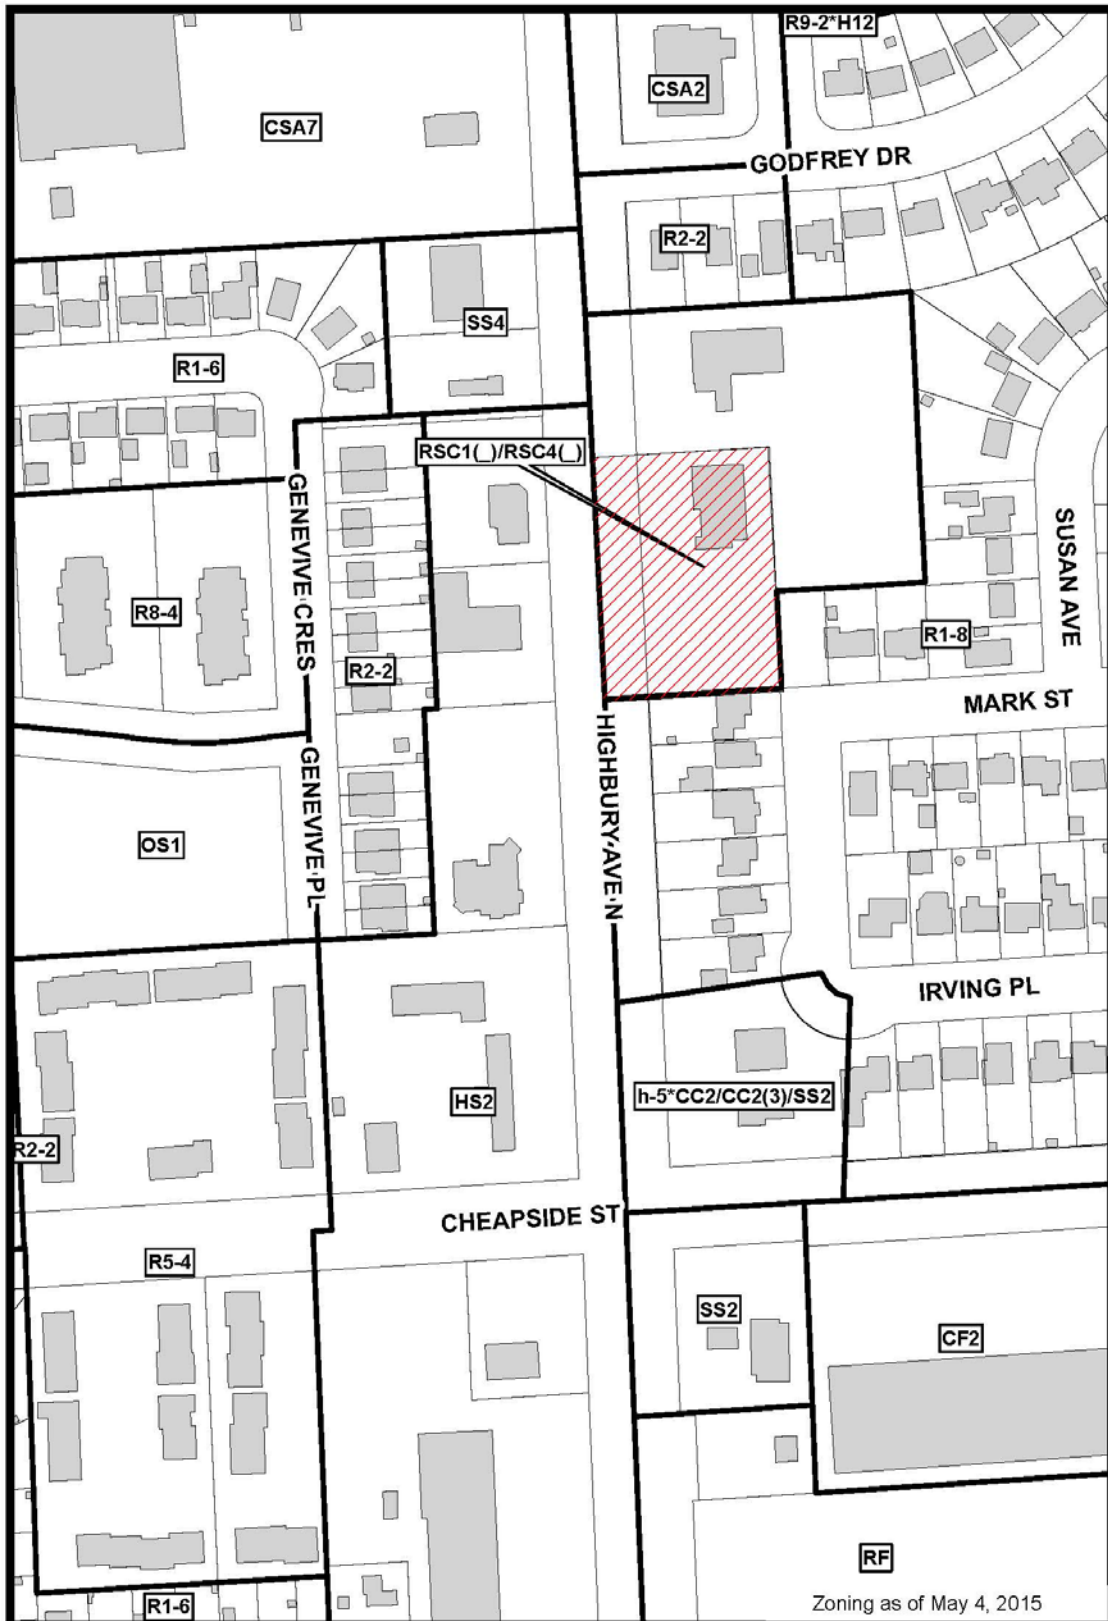 R9-2*H12
CSA2
CSA7
GODFREY DR
R2-2
SS4
R1-6
RSC1(_)/RSC4(_)
GENEVIVE CRES
SUSAN AVE
R8-4
R1-8
R2-2
MARK ST
HIGHBURY AVE N
GENEVIVE PL
OS1
IRVING PL
h-5*CC2/CC2(3)/SS2
HS2
R2-2
CHEAPSIDE ST
R5-4
SS2
CF2
RF
R1-6
Zoning as of May 4, 2015